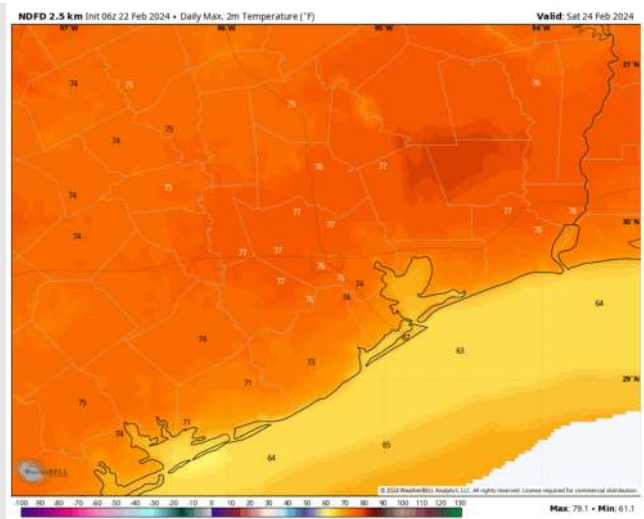 NDFD 2.5 km Init 06z 22 Feb 2024 • Daily Max. 2m Temperature (°F) Valid: Sat 24 Feb 2024
97°W 96°W 95°W 94°W
31°N
74 75 76
75
74 75
76 77
75
74
77 77 76
30°N
77 76
74
77 77
76
77 76
74
76 74
64
74
63
73
29°N
71
75
77
74
64 65
WeatherBELL
© 2024 WeatherBELL Analytics, LLC. All rights reserved. License required for commercial distribution.
-100 -90 -80 -70 -60 -50 -40 -30 -20 -10 0 10 20 30 40 50 60 70 80 90 100 110 120 130
Max: 79.1 • Min: 61.1